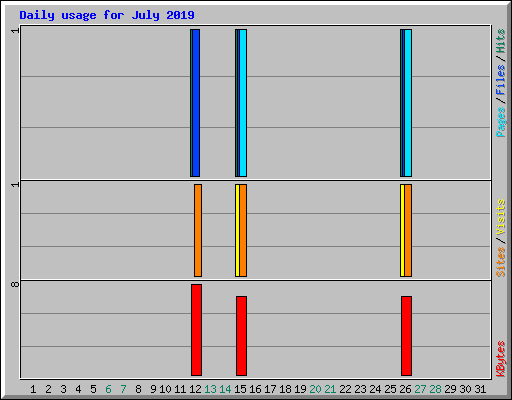 Daily usage for July 2019
1
1
8
Pages/Files/Hits
Sites/Visits
KBytes
1 2 3 4 5 6 7 8 9 10 11 12 13 14 15 16 17 18 19 20 21 22 23 24 25 26 27 28 29 30 31